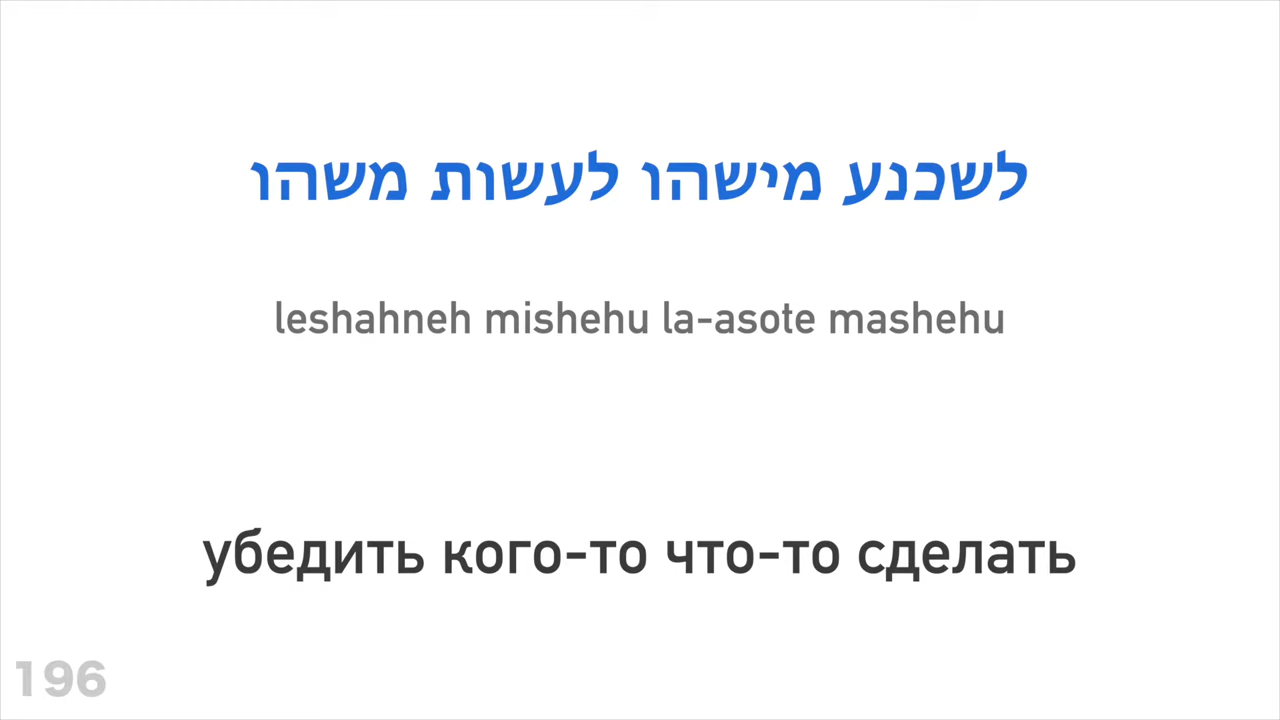 לשכנע מישהו לעשות משהו
leshahneh mishehu la-asote mashehu
убедить кого-то что-то сделать
196